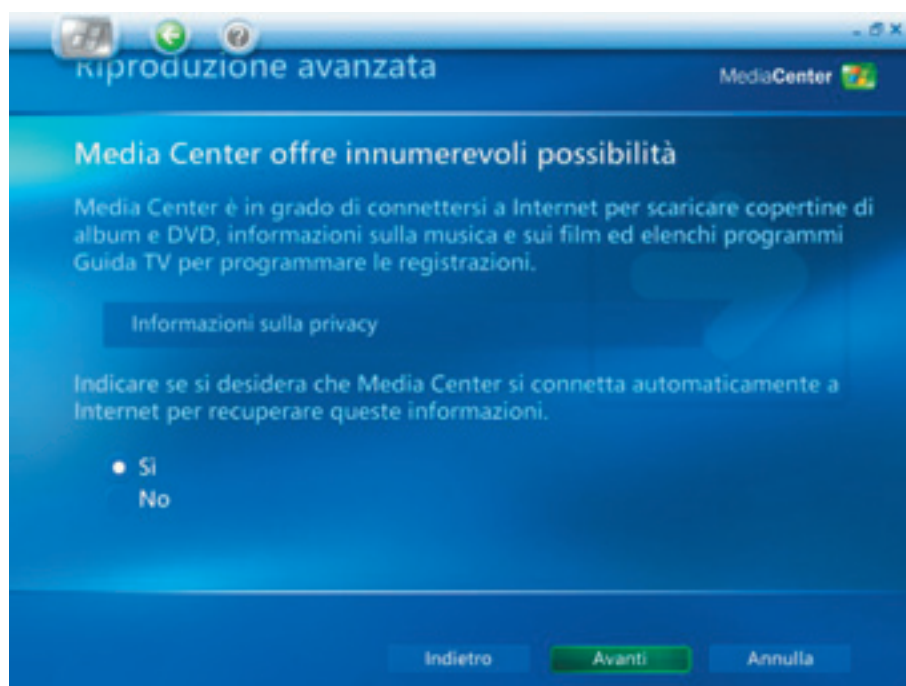 Riproduzione avanzata
MediaCenter
Media Center offre innumerevoli possibilità
Media Center è in grado di connettersi a Internet per scaricare copertine di
album e DVD, informazioni sulla musica e sui film ed elenchi programmi
Guida TV per programmare le registrazioni.
Informazioni sulla privacy
Indicare se si desidera che Media Center si connetta automaticamente a
Internet per recuperare queste informazioni.
Sì
No
Indietro Avanti Annulla